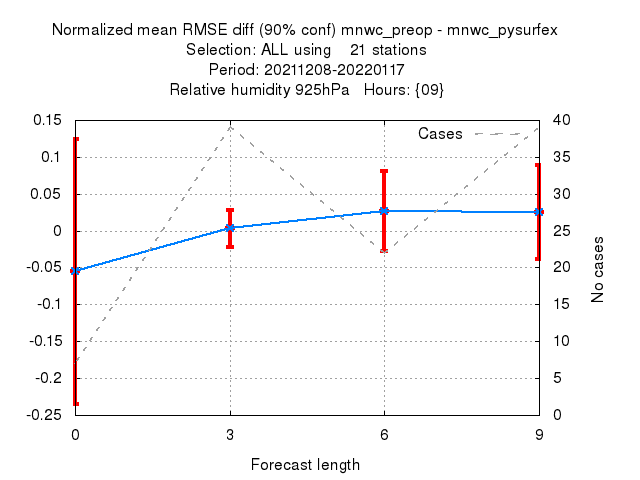 Normalized mean RMSE diff (90% conf) mnwc_preop - mnwc_pysurfex
Selection: ALL using    21 stations
Period: 20211208-20220117
Relative humidity 925hPa   Hours: {09}
Cases
0.15
0.1
0.05
0
-0.05
-0.1
-0.15
-0.2
-0.25
40
35
30
25
20
15
10
5
0
No cases
0 3 6 9
Forecast length